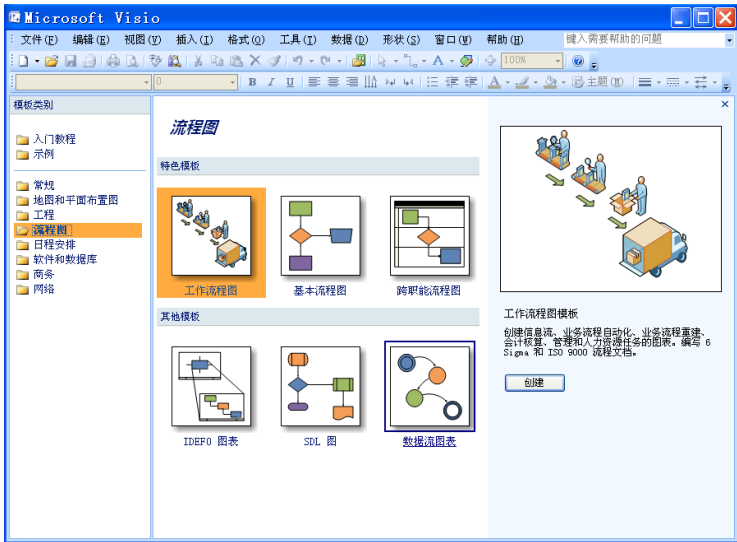 Microsoft Visio
文件(F) 编辑(E) 视图(V) 插入(I) 格式(O) 工具(T) 数据(D) 形状(S) 窗口(W) 帮助(H) 键入需要帮助的问题
100%
0 B I U A 主题(M)
模板类别
入门教程
示例
常规
地图和平面布置图
工程
流程图
日程安排
软件和数据库
商务
网络
流程图
特色模板
工作流程图 基本流程图 跨职能流程图
其他模板
IDEF0 图表 SDL 图 数据流图表
工作流程图模板
创建信息流、业务流程自动化、业务流程重建、
会计核算、管理和人力资源任务的图表。编写 6
Sigma 和 ISO 9000 流程文档。
创建